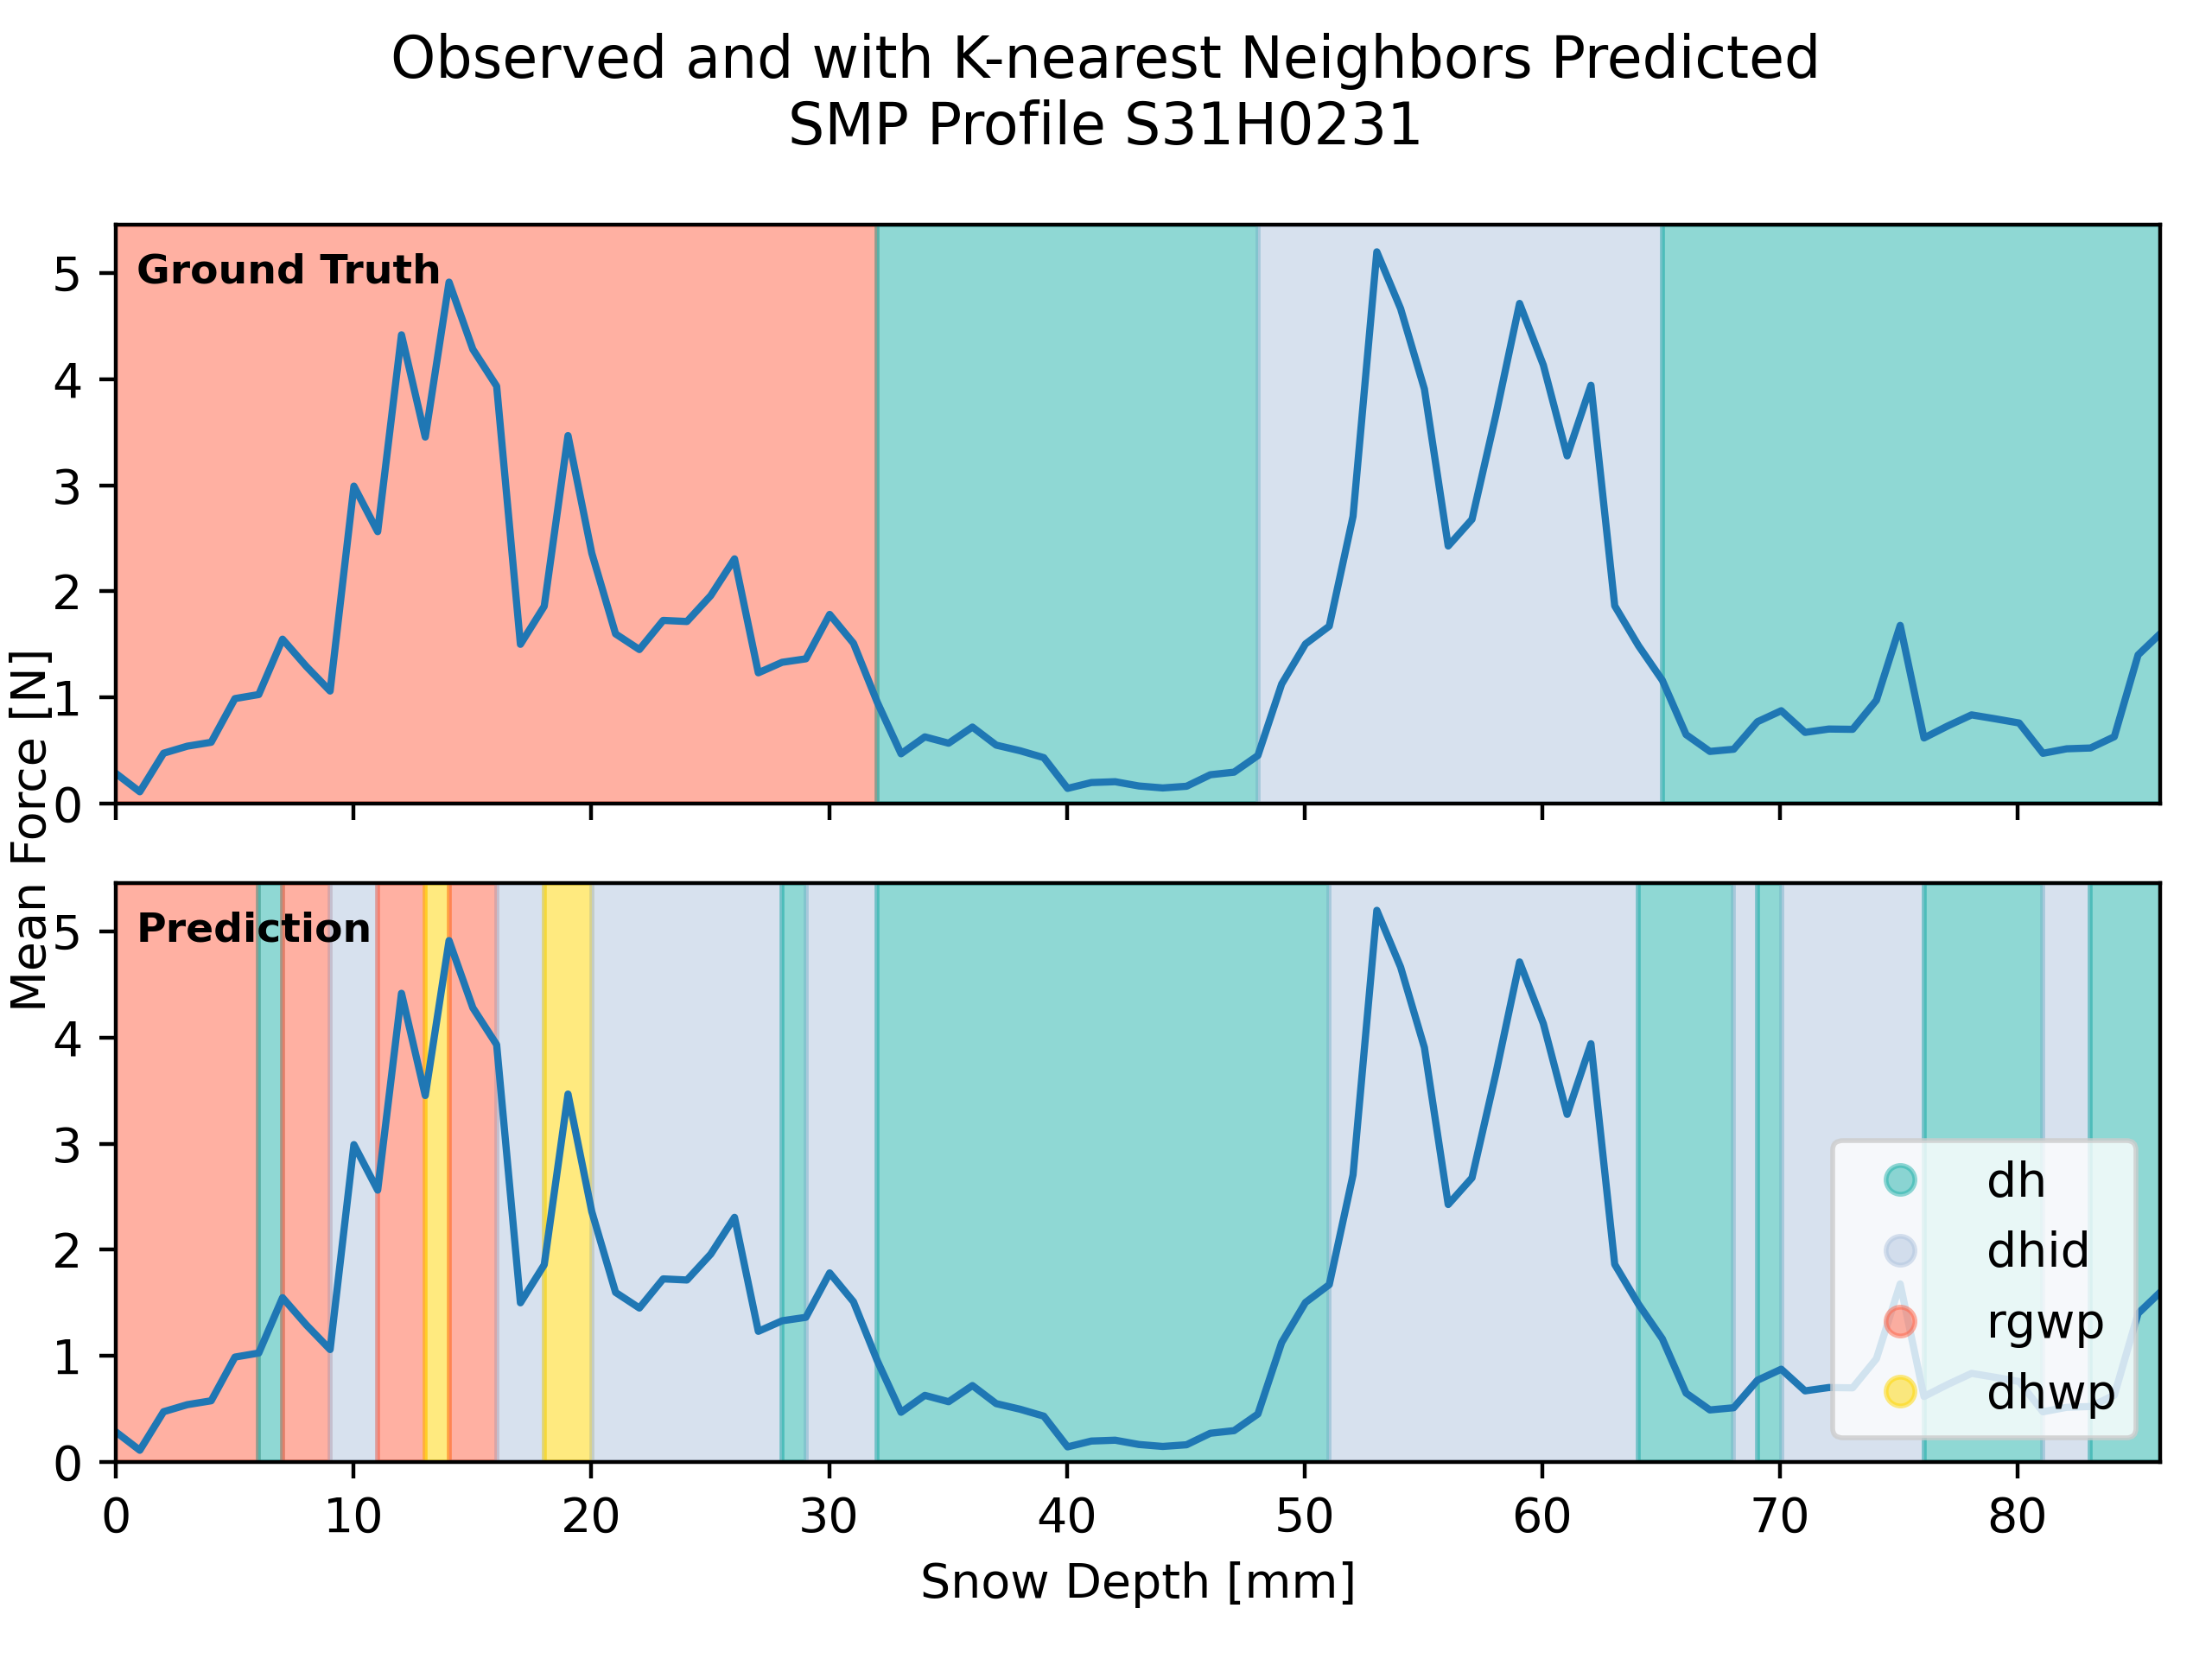 Observed and with K-nearest Neighbors Predicted
SMP Profile S31H0231
Ground Truth
5
4
3
2
1
0
Mean Force [N]
Prediction
5
4
3
2
1
0
dh
dhid
rgwp
dhwp
0 10 20 30 40 50 60 70 80
Snow Depth [mm]